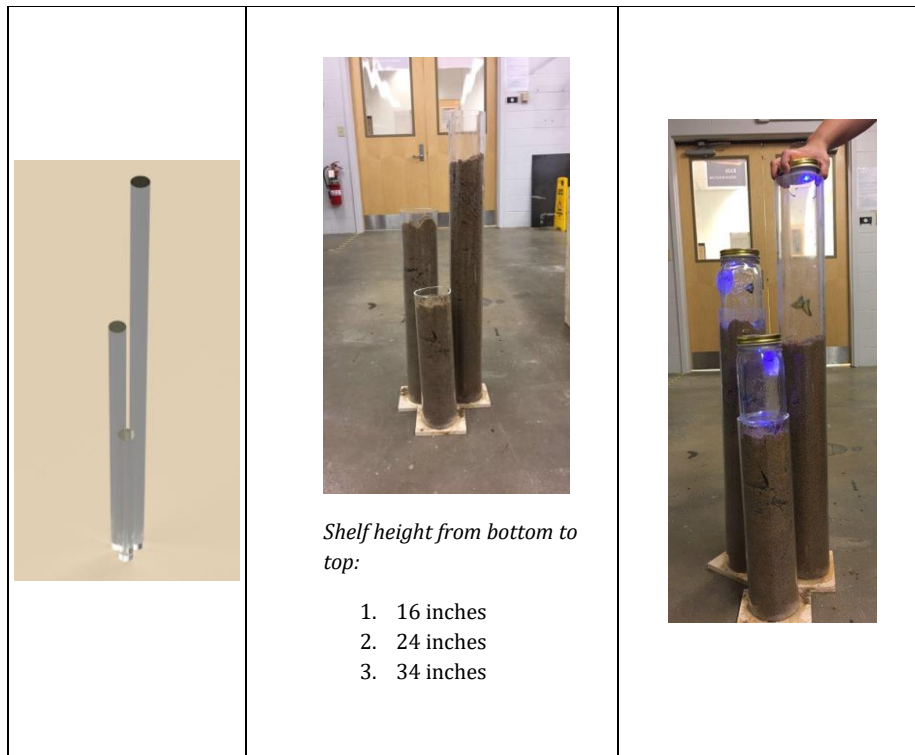 Shelf height from bottom to
top:
1. 16 inches
2. 24 inches
3. 34 inches